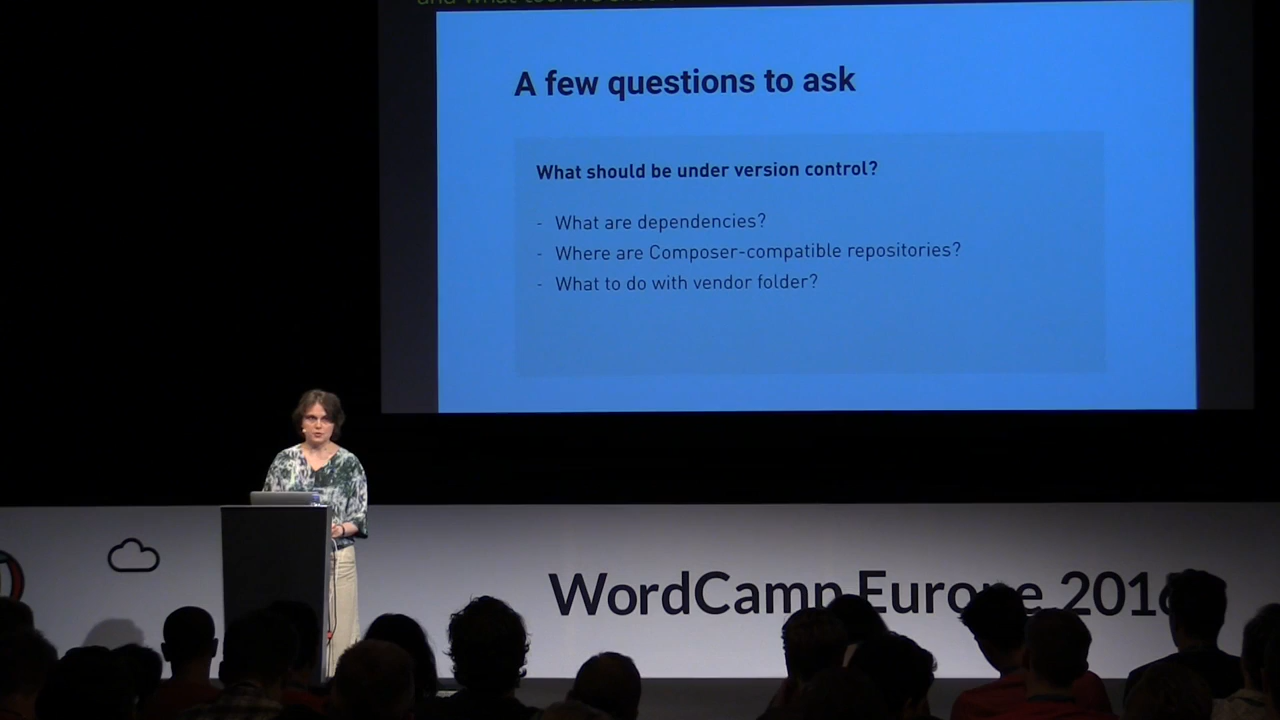 A few questions to ask
What should be under version control?
- What are dependencies?
- Where are Composer-compatible repositories?
- What to do with vendor folder?
WordCamp Europe